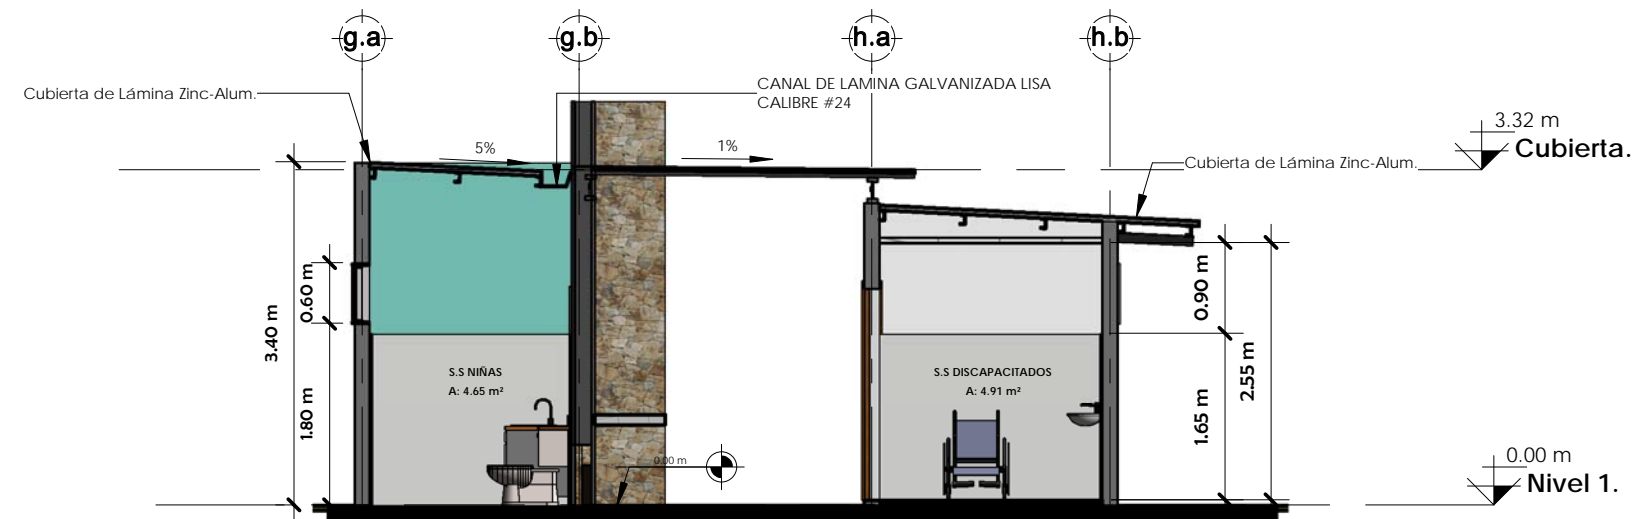 g.a
g.b
h.a
h.b
Cubierta de Lámina Zinc-Alum.
CANAL DE LAMINA GALVANIZADA LISA
CALIBRE #24
3.32 m
Cubierta.
5%
1%
Cubierta de Lámina Zinc-Alum.
3.40 m
0.60 m
1.80 m
0.90 m
2.55 m
1.65 m
S.S NIÑAS
A: 4.65 m²
S.S DISCAPACITADOS
A: 4.91 m²
0.00 m
0.00 m
Nivel 1.